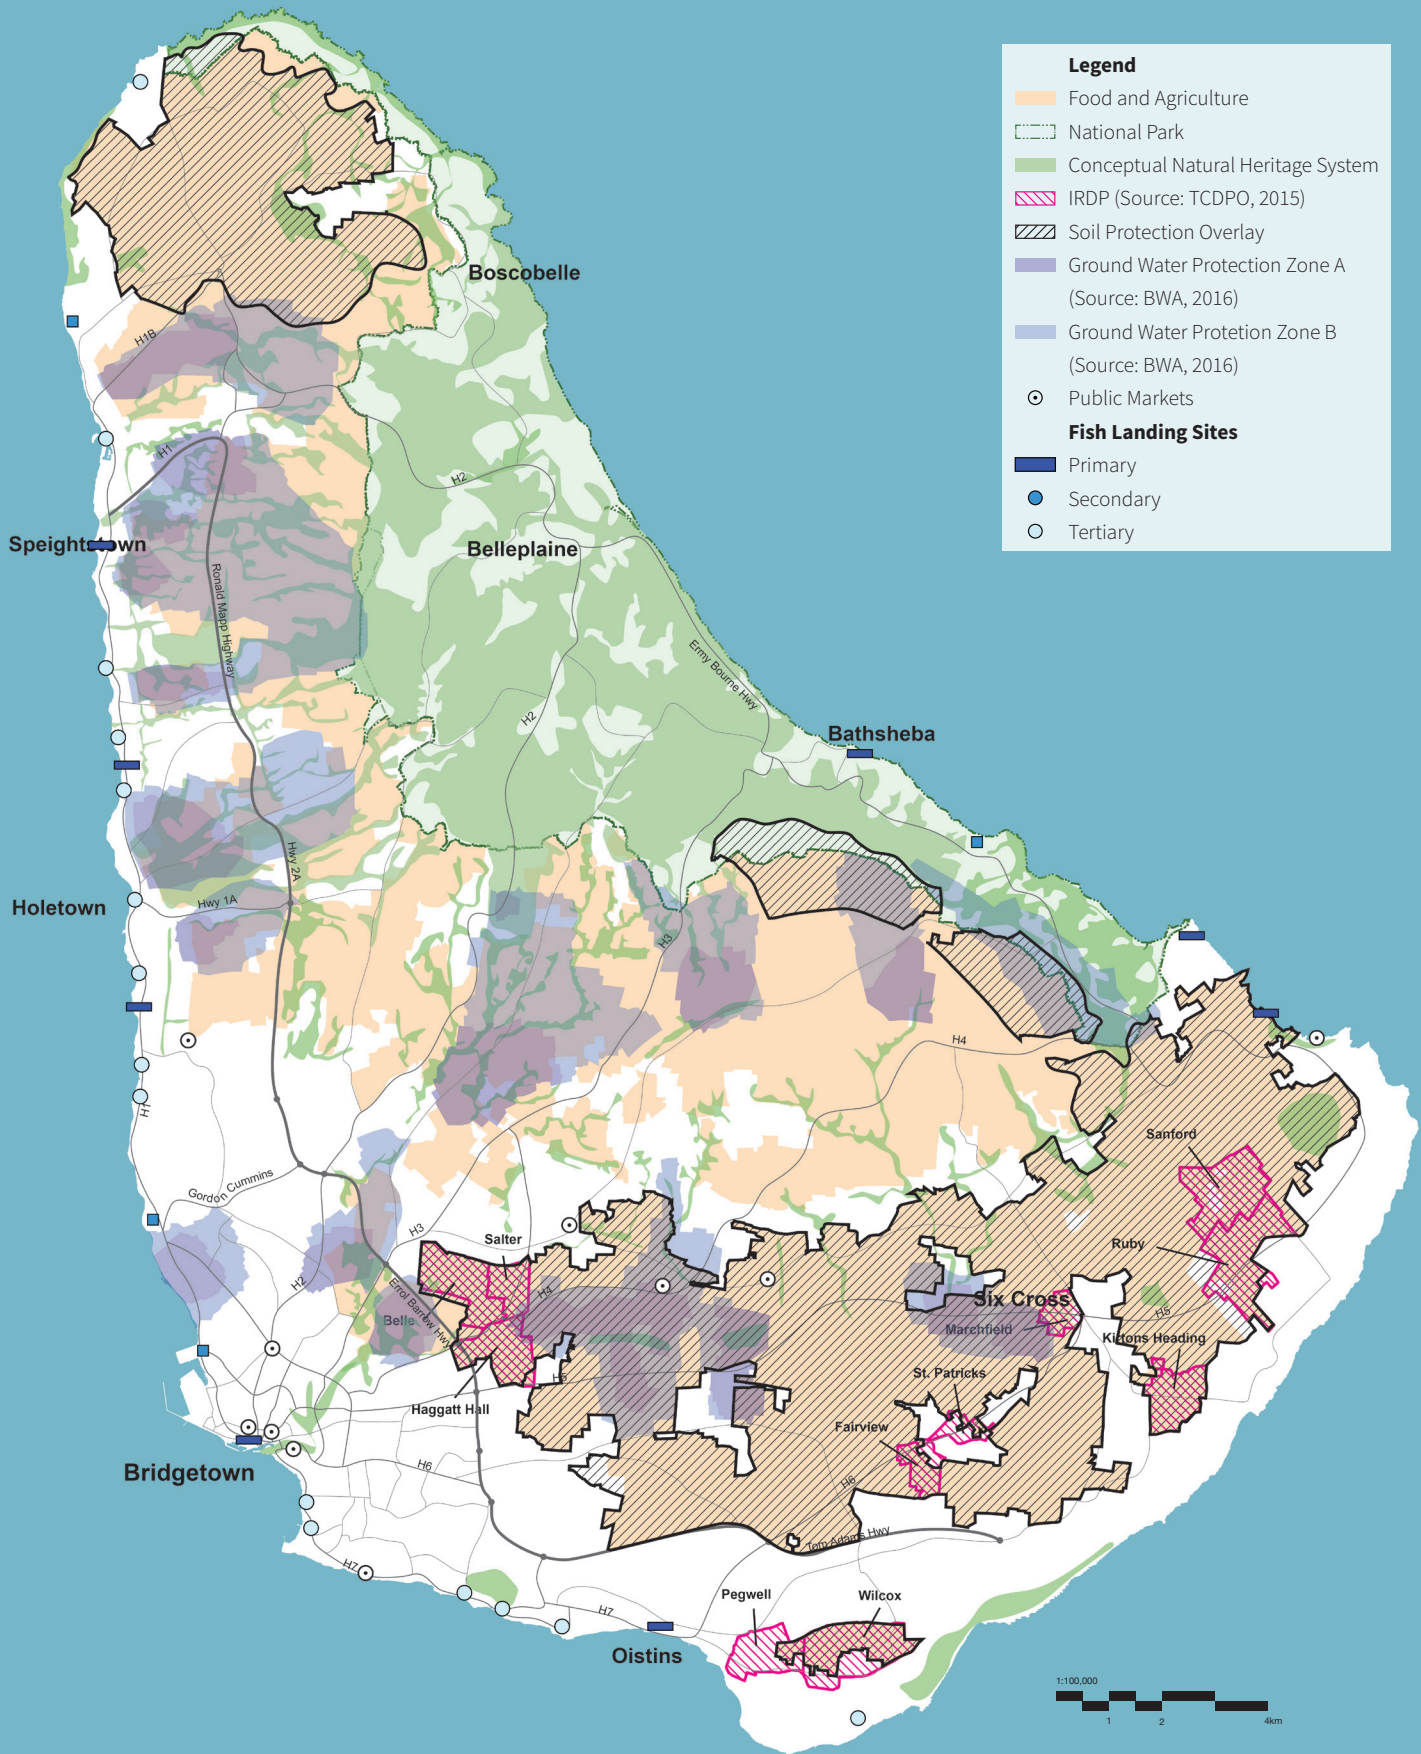 Legend
Food and Agriculture
National Park
Conceptual Natural Heritage System
IRDP (Source: TCDPO, 2015)
Soil Protection Overlay
Ground Water Protection Zone A
(Source: BWA, 2016)
Ground Water Protetion Zone B
(Source: BWA, 2016)
Public Markets
Fish Landing Sites
Primary
Secondary
Tertiary
Boscobelle
H1B
H1
H2
Speightstown
Belleplaine
Ronald Mapp Highway
Ermy Bourne Hwy
H2
Bathsheba
Hwy 2A
Hwy 1A
Holetown
H3
H4
H1
Sanford
Gordon Cummins
H3
Salter
Ruby
H2
H4
Errol Barrow Hwy
Six Cross
H5
Belle
Marchfield
Kirtons Heading
H5
St. Patricks
Haggatt Hall
Fairview
Bridgetown
H6
H6
Tom Adams Hwy
H7
Pegwell
Wilcox
H7
Oistins
1:100,000
1
2
4km